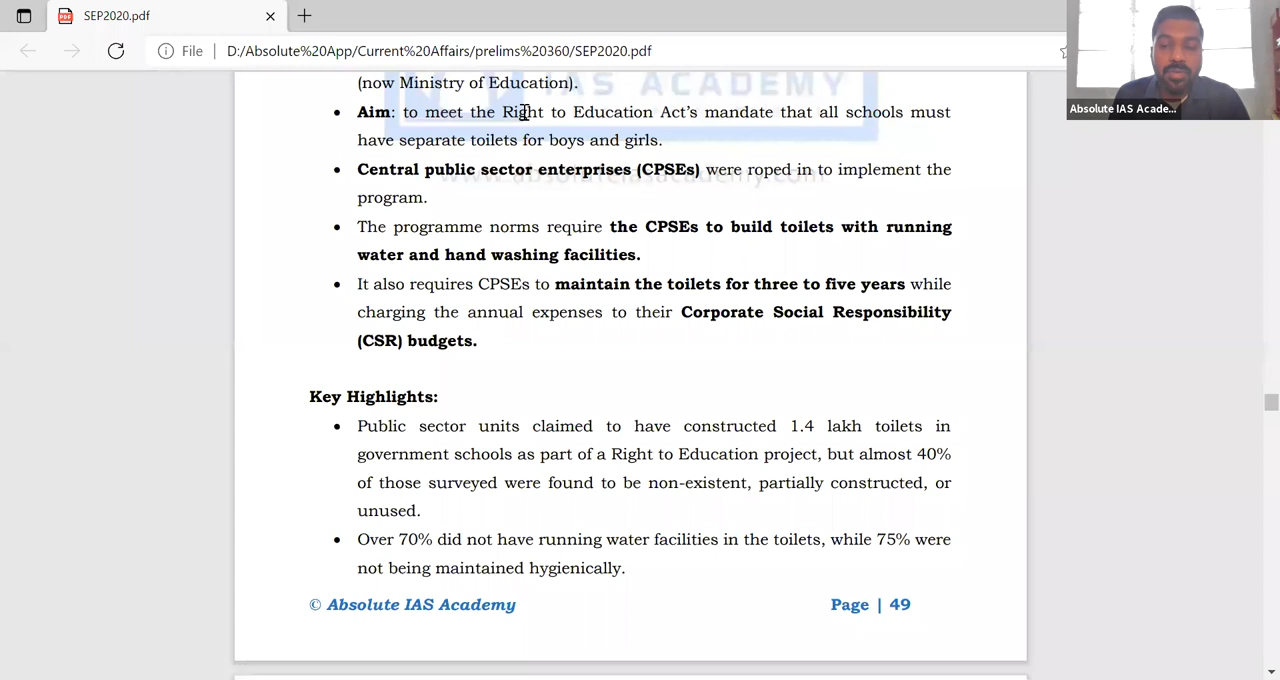 SEP2020.pdf
File | D:/Absolute%20App/Current%20Affairs/prelims%20360/SEP2020.pdf
Absolute IAS Acade...
IAS ACADEMY
(now Ministry of Education).
• Aim: to meet the Right to Education Act’s mandate that all schools must
have separate toilets for boys and girls.
• Central public sector enterprises (CPSEs) were roped in to implement the
program.
• The programme norms require the CPSEs to build toilets with running
water and hand washing facilities.
• It also requires CPSEs to maintain the toilets for three to five years while
charging the annual expenses to their Corporate Social Responsibility
(CSR) budgets.
Key Highlights:
• Public sector units claimed to have constructed 1.4 lakh toilets in
government schools as part of a Right to Education project, but almost 40%
of those surveyed were found to be non-existent, partially constructed, or
unused.
• Over 70% did not have running water facilities in the toilets, while 75% were
not being maintained hygienically.
© Absolute IAS Academy
Page | 49